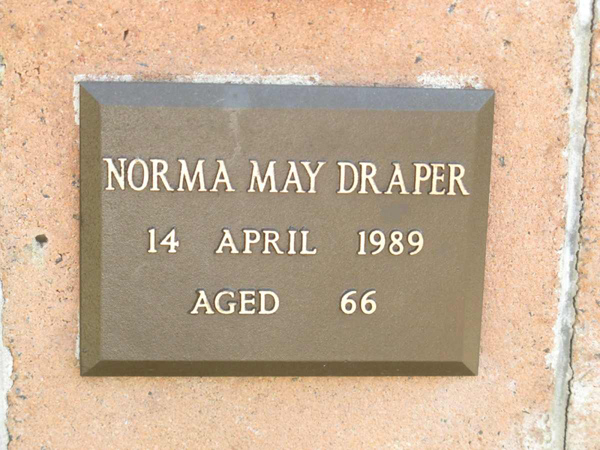 NORMA MAY DRAPER
14 APRIL 1989
AGED 66